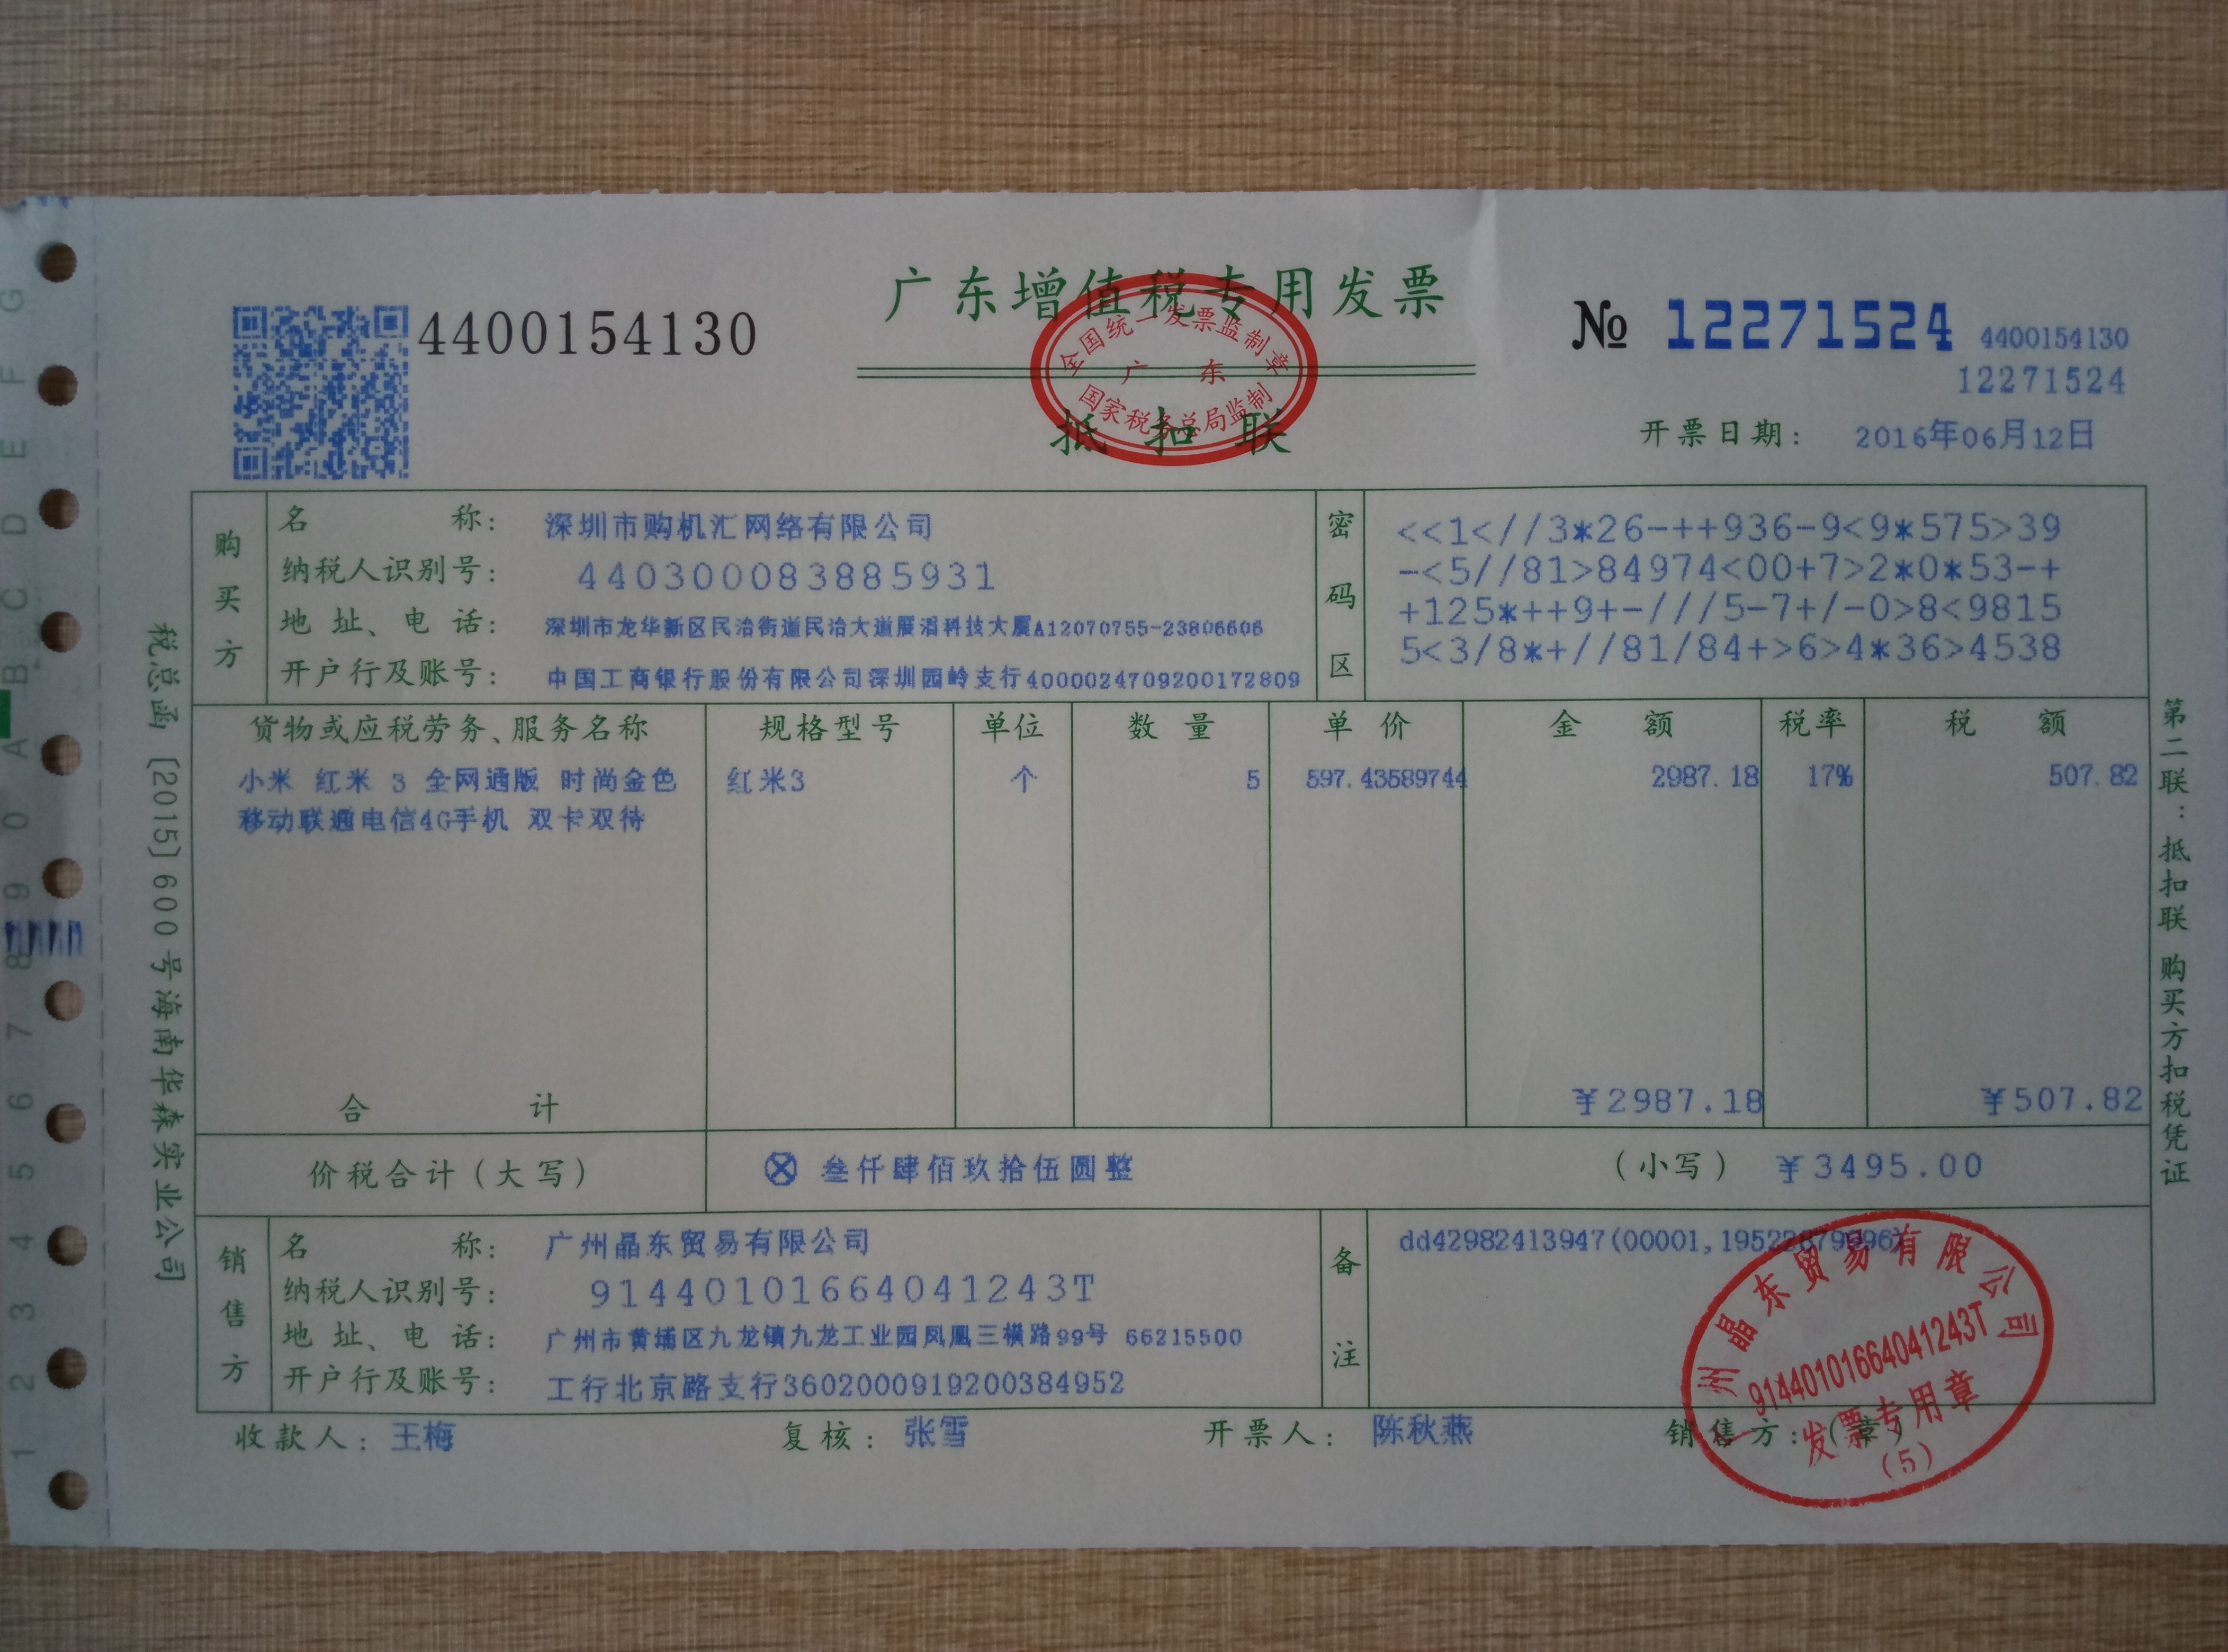 广东增值税专用发票
4400154130
№ 12271524
4400154130
12271524
全国统一发票监制章
广 东
国家税务总局监制
抵 扣 联
开票日期: 2016年06月12日
购买方
名 称: 深圳市购机汇网络有限公司
纳税人识别号: 440300083885931
地 址、电 话: 深圳市龙华新区民治街道民治大道展滔科技大厦A12070755-23806606
开户行及账号: 中国工商银行股份有限公司深圳园岭支行4000024709200172809
密码区
<<1<//3*26-++936-9<9*575>39
-<5//81>84974<00+7>2*0*53-+
+125*++9+-///5-7+/-0>8<9815
5<3/8*+//81/84+>6>4*36>4538
货物或应税劳务、服务名称 规格型号 单位 数 量 单 价 金 额 税率 税 额
小米 红米 3 全网通版 时尚金色 红米3 个 5 597.43589744 2987.18 17% 507.82
移动联通电信4G手机 双卡双待
合 计 ¥2987.18 ¥507.82
价税合计(大写) ⊗ 叁仟肆佰玖拾伍圆整 (小写) ¥3495.00
销售方
名 称: 广州晶东贸易有限公司
纳税人识别号: 91440101664041243T
地 址、电 话: 广州市黄埔区九龙镇九龙工业园凤凰三横路99号 66215500
开户行及账号: 工行北京路支行3602000919200384952
备注
dd42982413947(00001,19522879996)
收款人: 王梅 复核: 张雪 开票人: 陈秋燕 销售方:(章)
广州晶东贸易有限公司
91440101664041243T
发票专用章
(5)
税总函〔2015〕600号海南华森实业公司
第二联:抵扣联 购买方扣税凭证
G
F
E
D
C
B
A
0
9
8
7
6
5
4
3
2
1